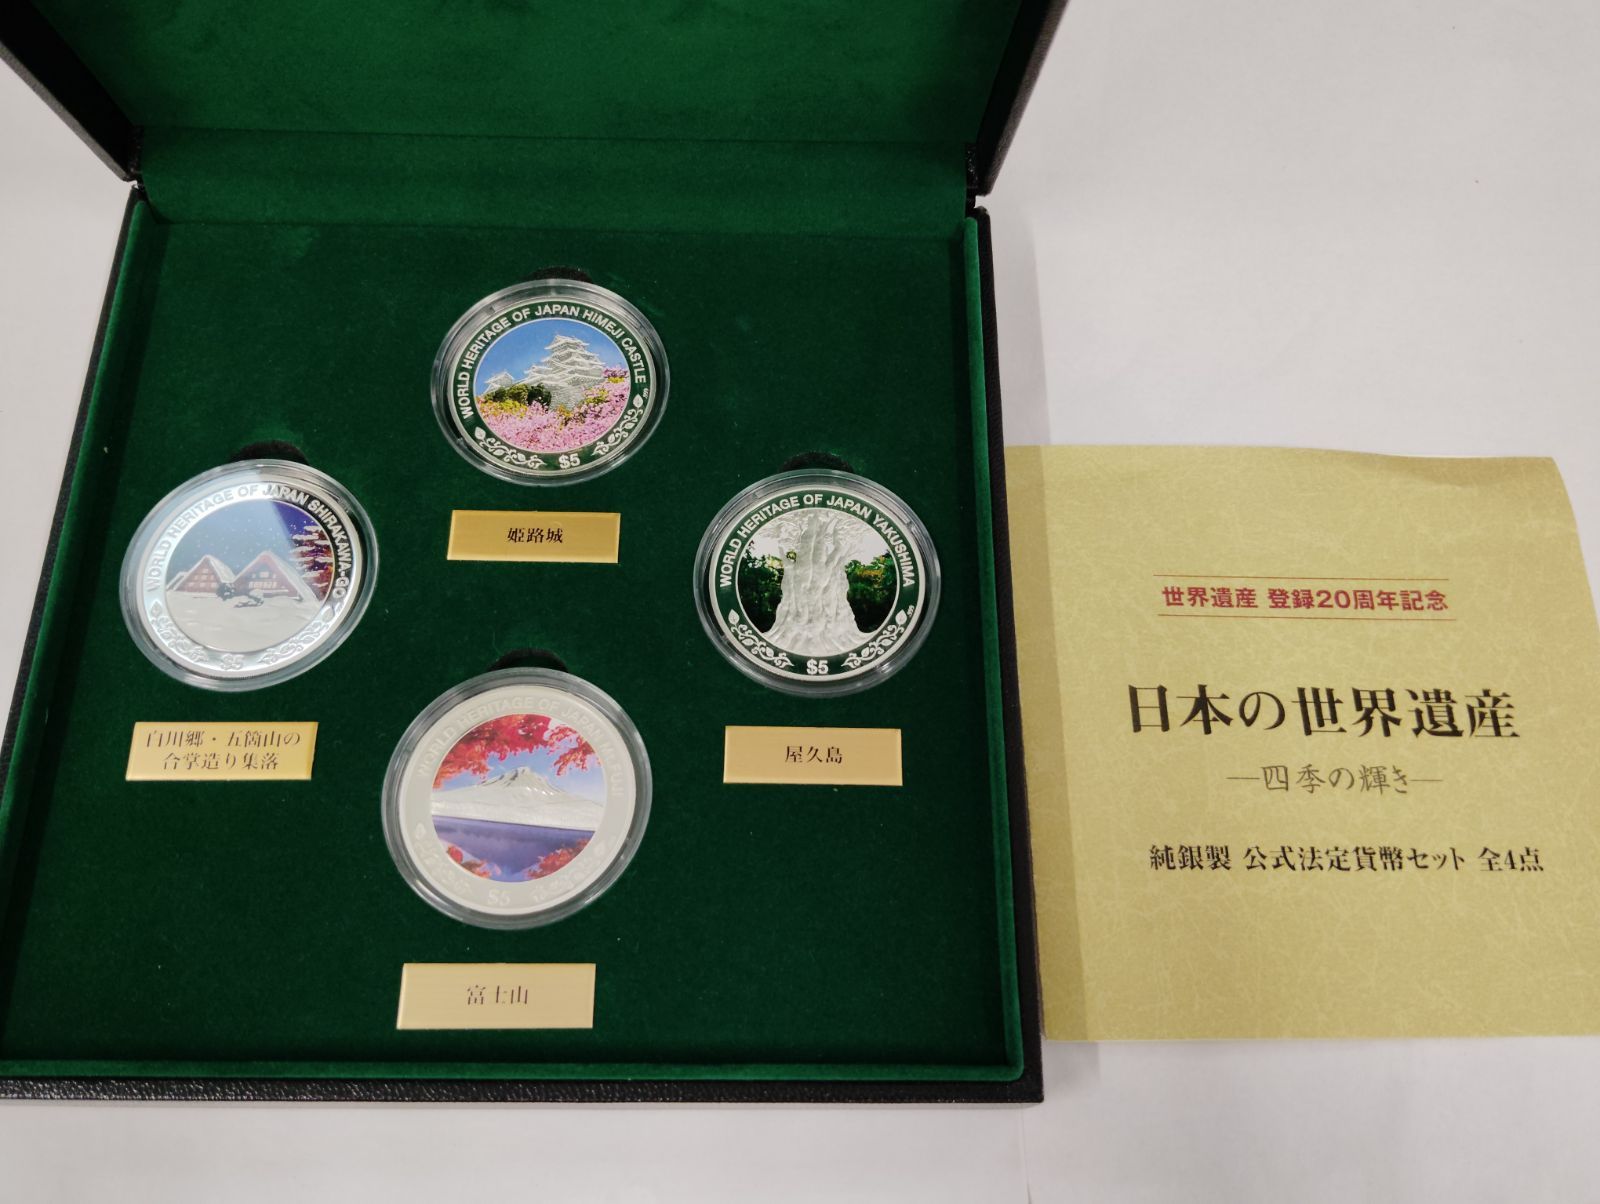 WORLD HERITAGE OF JAPAN HIMEJI CASTLE
$5
姫路城
WORLD HERITAGE OF JAPAN SHIRAKAWA-GO
$5
白川郷・五箇山の
合掌造り集落
WORLD HERITAGE OF JAPAN YAKUSHIMA
$5
屋久島
WORLD HERITAGE OF JAPAN Mt.FUJI
$5
富士山
世界遺産 登録20周年記念
日本の世界遺産
―四季の輝き―
純銀製 公式法定貨幣セット 全4点